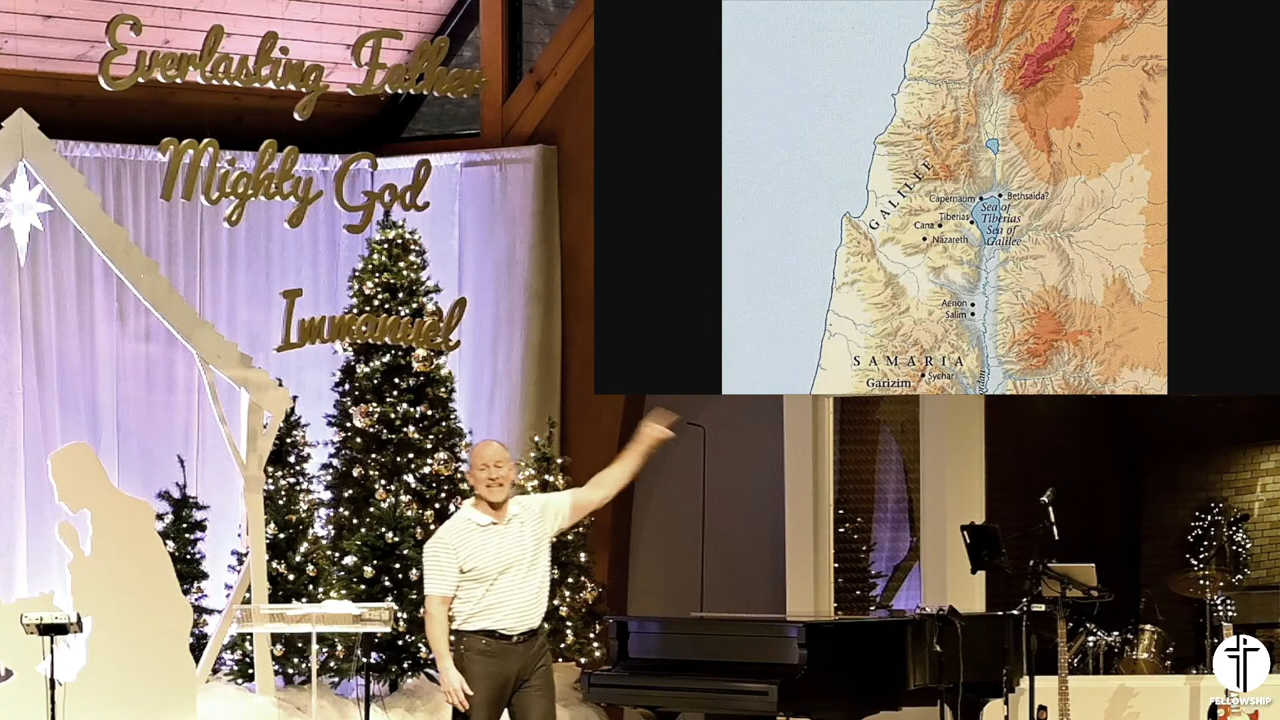 Everlasting Father
Mighty God
Immanuel
GALILEE
Capernaum
Bethsaida?
Sea of
Tiberias
Sea of
Galilee
Tiberias
Cana
Nazareth
Aenon
Salim
SAMARIA
Sychar
Garizim
FELLOWSHIP